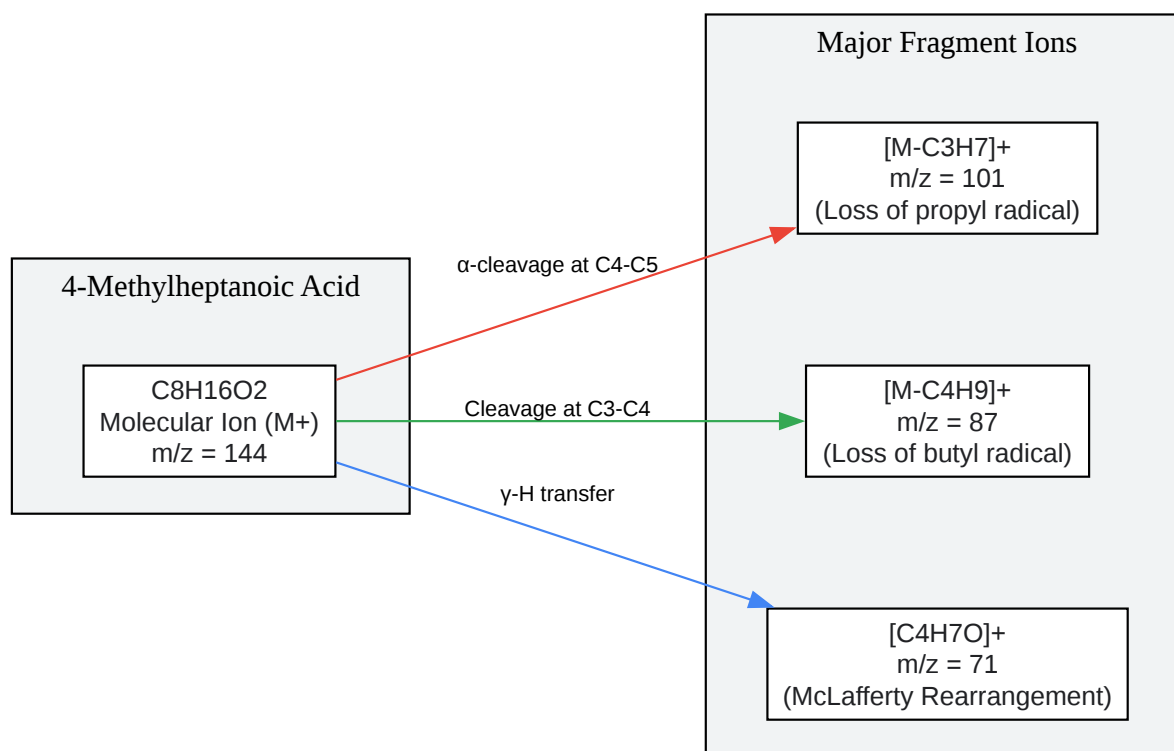 Major Fragment Ions
[M-C3H7]+
m/z = 101
(Loss of propyl radical)
α-cleavage at C4-C5
4-Methylheptanoic Acid
C8H16O2
Molecular Ion (M+)
m/z = 144
Cleavage at C3-C4
[M-C4H9]+
m/z = 87
(Loss of butyl radical)
γ-H transfer
[C4H7O]+
m/z = 71
(McLafferty Rearrangement)